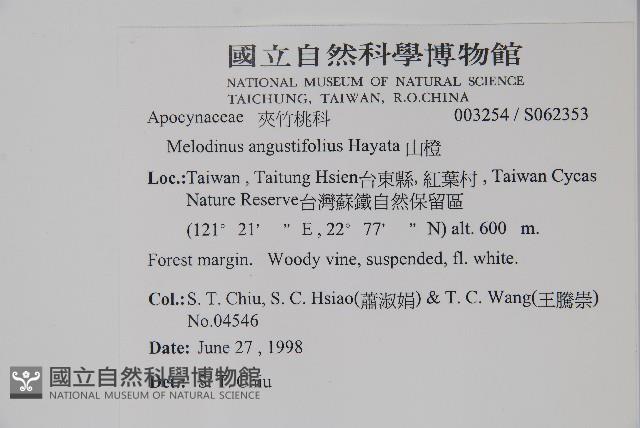 國立自然科學博物館
NATIONAL MUSEUM OF NATURAL SCIENCE
TAICHUNG, TAIWAN, R.O.CHINA
Apocynaceae 夾竹桃科 003254 / S062353
Melodinus angustifolius Hayata 山橙
Loc.:Taiwan , Taitung Hsien台東縣, 紅葉村 , Taiwan Cycas
Nature Reserve台灣蘇鐵自然保留區
(121° 21' " E , 22° 77' " N) alt. 600 m.
Forest margin. Woody vine, suspended, fl. white.
Col.: S. T. Chiu, S. C. Hsiao(蕭淑娟) & T. C. Wang(王騰崇)
No.04546
Date: June 27 , 1998
Det.: S. T. Chiu
國立自然科學博物館
NATIONAL MUSEUM OF NATURAL SCIENCE